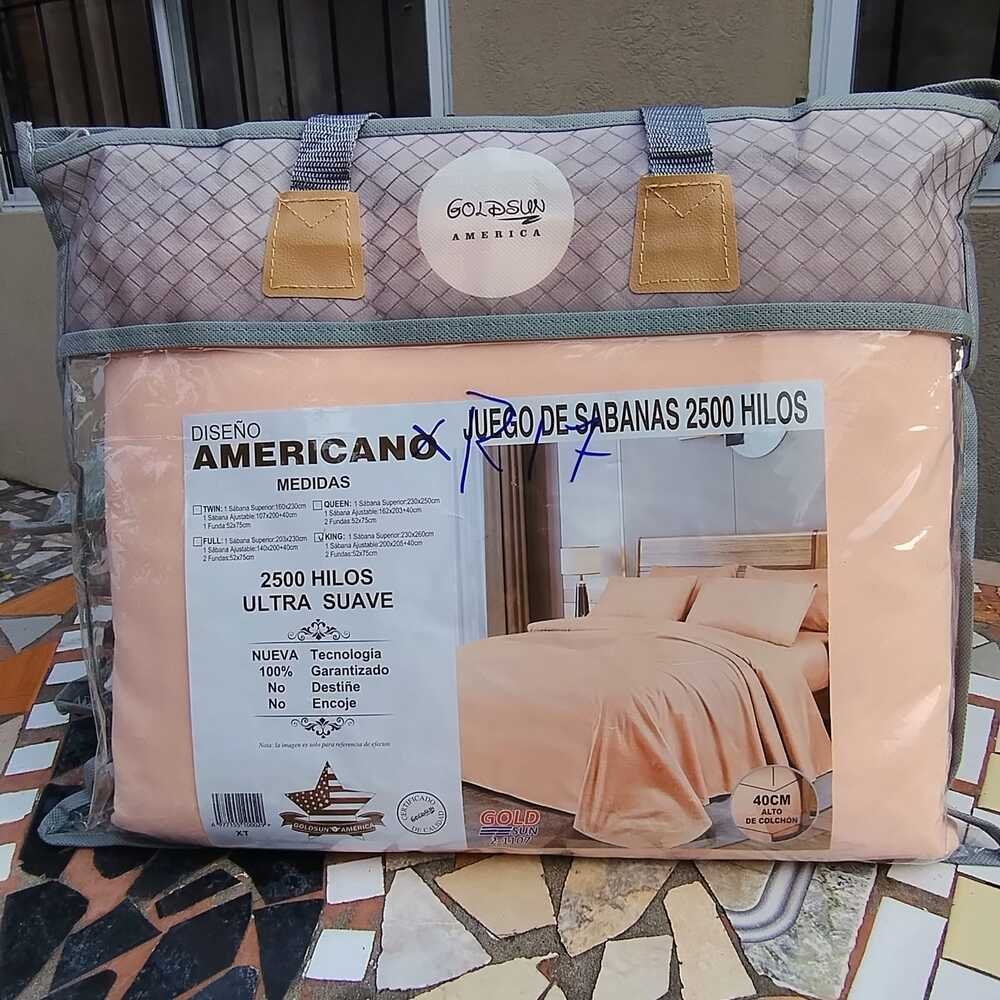 GOLDSUN
AMERICA
DISEÑO
AMERICANO
JUEGO DE SABANAS 2500 HILOS
MEDIDAS
TWIN: 1 Sábana Superior:160x230cm
1 Sábana Ajustable:107x200+40cm
1 Funda:52x75cm
QUEEN: 1 Sábana Superior:230x250cm
1 Sábana Ajustable:162x203+40cm
2 Fundas:52x75cm
FULL: 1 Sábana Superior:203x230cm
1 Sábana Ajustable:140x200+40cm
2 Fundas:52x75cm
KING: 1 Sábana Superior:230x260cm
1 Sábana Ajustable:200x205+40cm
2 Fundas:52x75cm
2500 HILOS
ULTRA SUAVE
NUEVA Tecnologia
100% Garantizado
No Destiñe
No Encoje
Nota: la imagen es solo para referencia de efectos
GOLDSUN AMERICA
CERTIFICADO
DE CALIDAD
XT
GOLD
SUN
40CM
ALTO
DE COLCHÓN